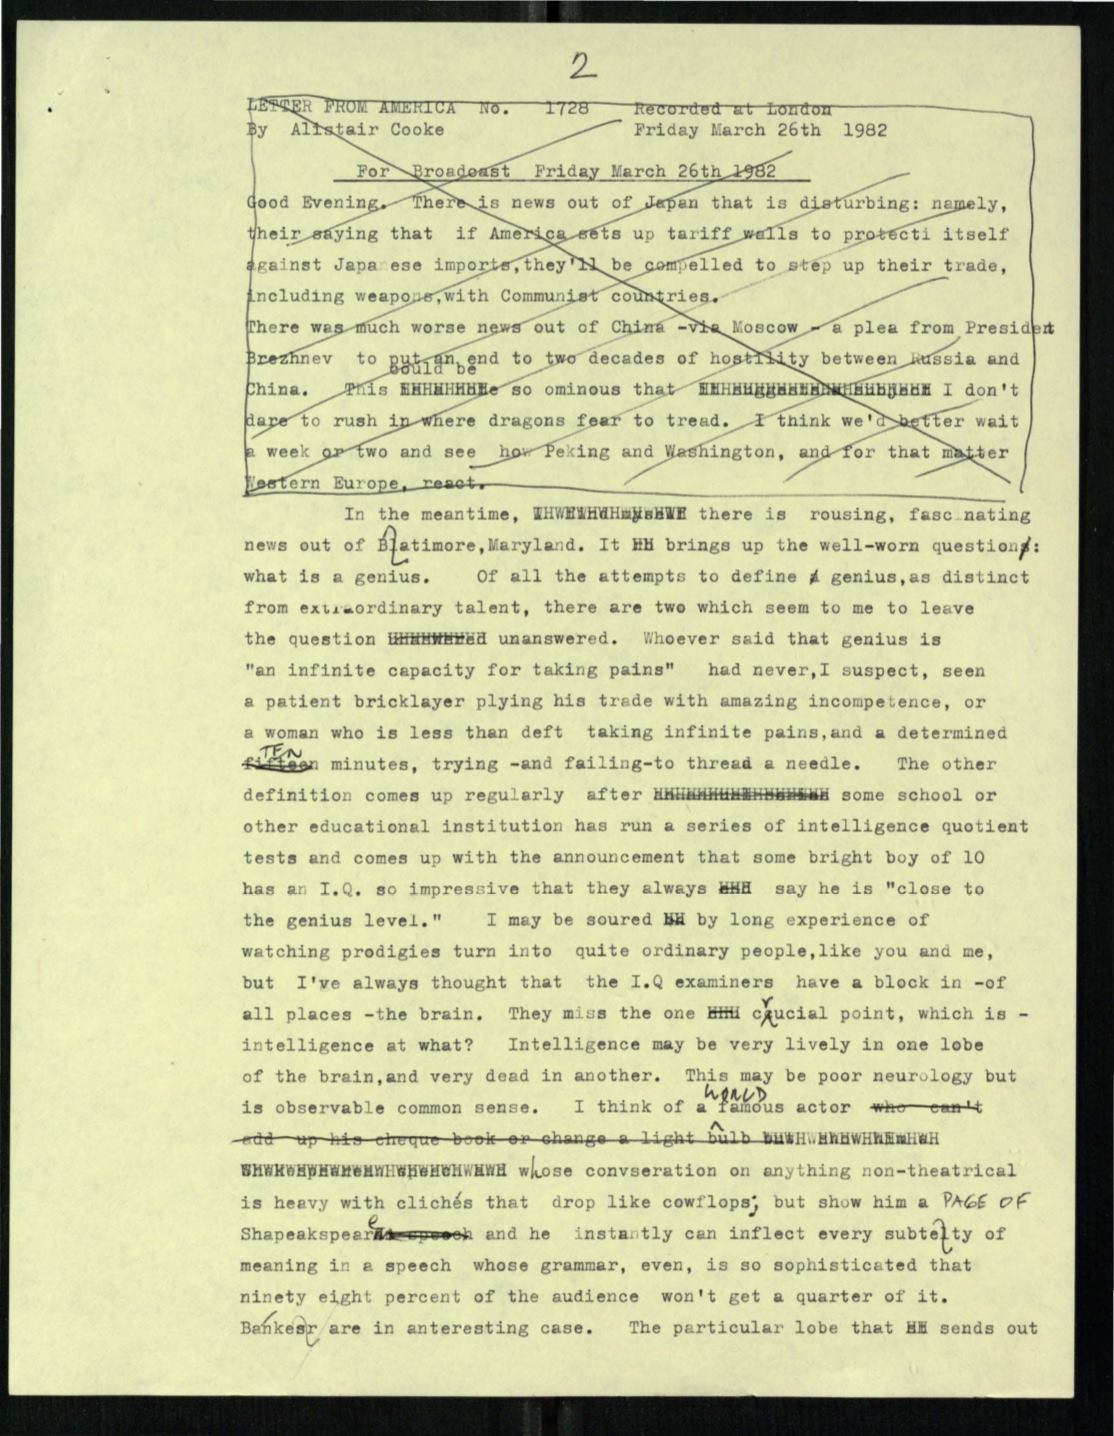 2
LETTER FROM AMERICA No. 1728 Recorded at London
By Alistair Cooke Friday March 26th 1982
For Broadcast Friday March 26th 1982
Good Evening. There is news out of Japan that is disturbing: namely,
their saying that if America sets up tariff walls to protecti itself
against Japanese imports,they'll be compelled to step up their trade,
including weapons,with Communist countries.
There was much worse news out of China -via Moscow - a plea from President
Brezhnev to put an end to two decades of hostility between Russia and
could be
China. This so ominous that I don't
dare to rush in where dragons fear to tread. I think we'd better wait
a week or two and see how Peking and Washington, and for that matter
Western Europe, react.
In the meantime, there is rousing, fascinating
news out of Blatimore,Maryland. It brings up the well-worn questions:
what is a genius. Of all the attempts to define a genius,as distinct
from extraordinary talent, there are two which seem to me to leave
the question unanswered. Whoever said that genius is
"an infinite capacity for taking pains" had never,I suspect, seen
a patient bricklayer plying his trade with amazing incompetence, or
a woman who is less than deft taking infinite pains,and a determined
TEN
fifteen minutes, trying -and failing-to thread a needle. The other
definition comes up regularly after some school or
other educational institution has run a series of intelligence quotient
tests and comes up with the announcement that some bright boy of 10
has an I.Q. so impressive that they always say he is "close to
the genius level." I may be soured by long experience of
watching prodigies turn into quite ordinary people,like you and me,
but I've always thought that the I.Q examiners have a block in -of
all places -the brain. They miss the one crucial point, which is -
intelligence at what? Intelligence may be very lively in one lobe
of the brain,and very dead in another. This may be poor neurology but
WORLD
is observable common sense. I think of a famous actor who can't
add up his cheque book or change a light bulb
whose convseration on anything non-theatrical
is heavy with clichés that drop like cowflops; but show him a PAGE OF
Shapeakspeare speech and he instantly can inflect every subtelty of
meaning in a speech whose grammar, even, is so sophisticated that
ninety eight percent of the audience won't get a quarter of it.
Bankesr are in anteresting case. The particular lobe that sends out